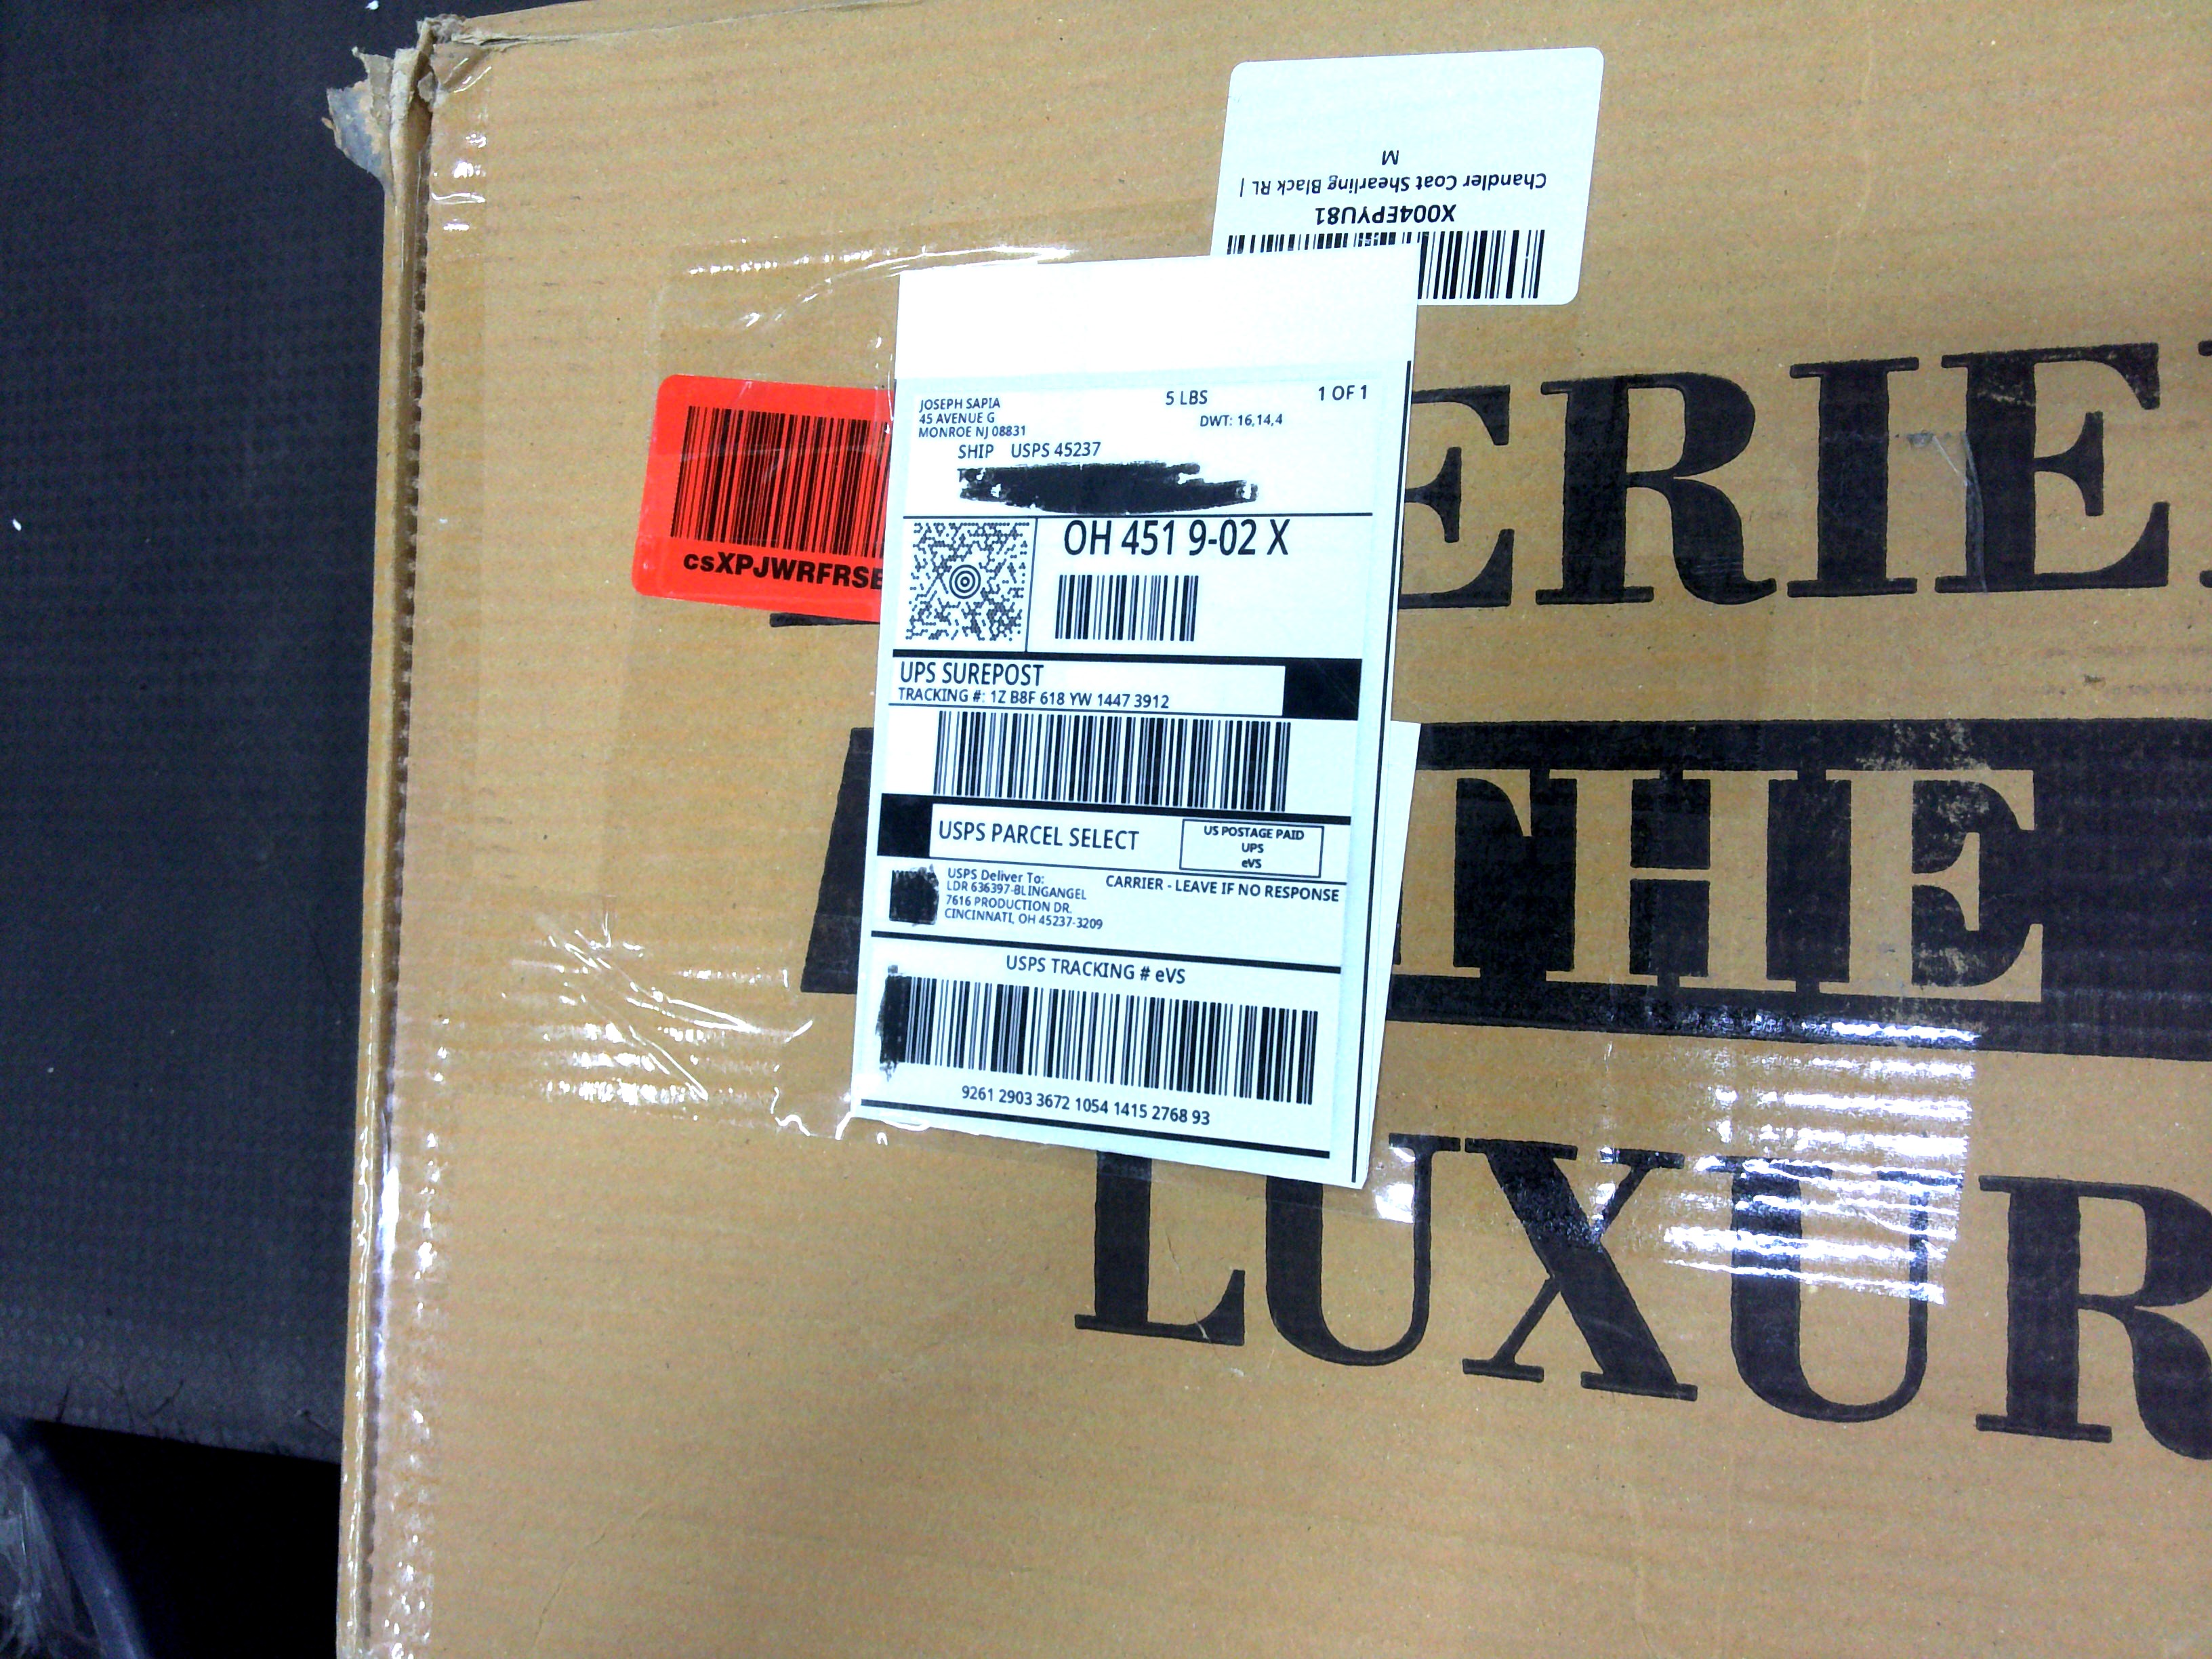 Chandler Coat Shearling Black RL |
M
X004EPYU81
csXPJWRFRSE
JOSEPH SAPIA
45 AVENUE G
MONROE NJ 08831
5 LBS
1 OF 1
DWT: 16,14,4
SHIP USPS 45237
OH 451 9-02 X
UPS SUREPOST
TRACKING #: 1Z B8F 618 YW 1447 3912
USPS PARCEL SELECT
US POSTAGE PAID
UPS
eVS
USPS Deliver To:
LDR 636397-BLINGANGEL
7616 PRODUCTION DR.
CINCINNATI, OH 45237-3209
CARRIER - LEAVE IF NO RESPONSE
USPS TRACKING # eVS
9261 2903 3672 1054 1415 2768 93
ERIE
THE
LUXUR